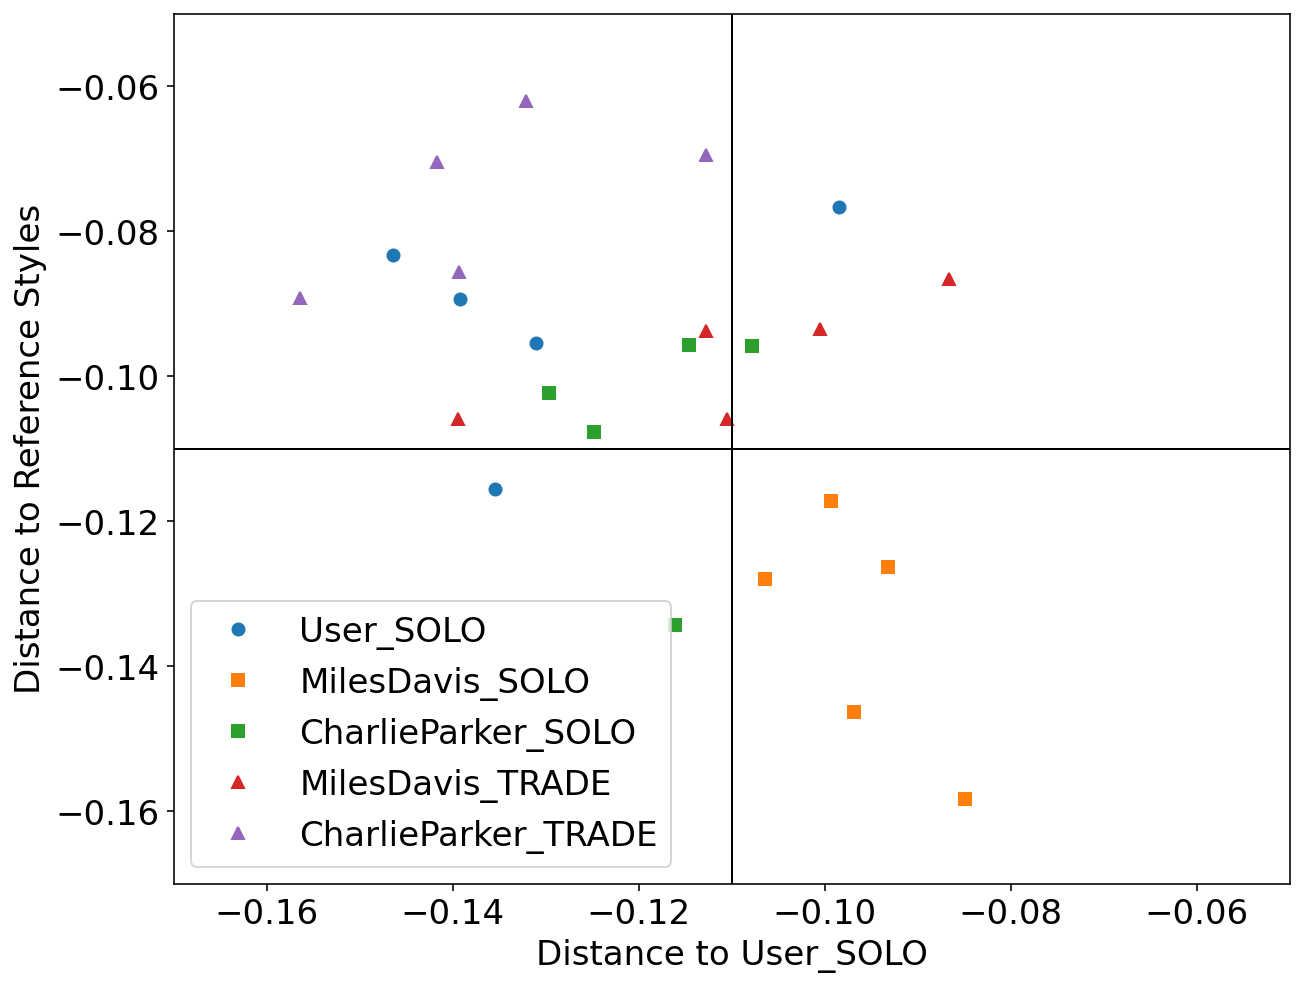 Distance to Reference Styles
−0.06
−0.08
−0.10
−0.12
−0.14
−0.16
User_SOLO
MilesDavis_SOLO
CharlieParker_SOLO
MilesDavis_TRADE
CharlieParker_TRADE
−0.16 −0.14 −0.12 −0.10 −0.08 −0.06
Distance to User_SOLO